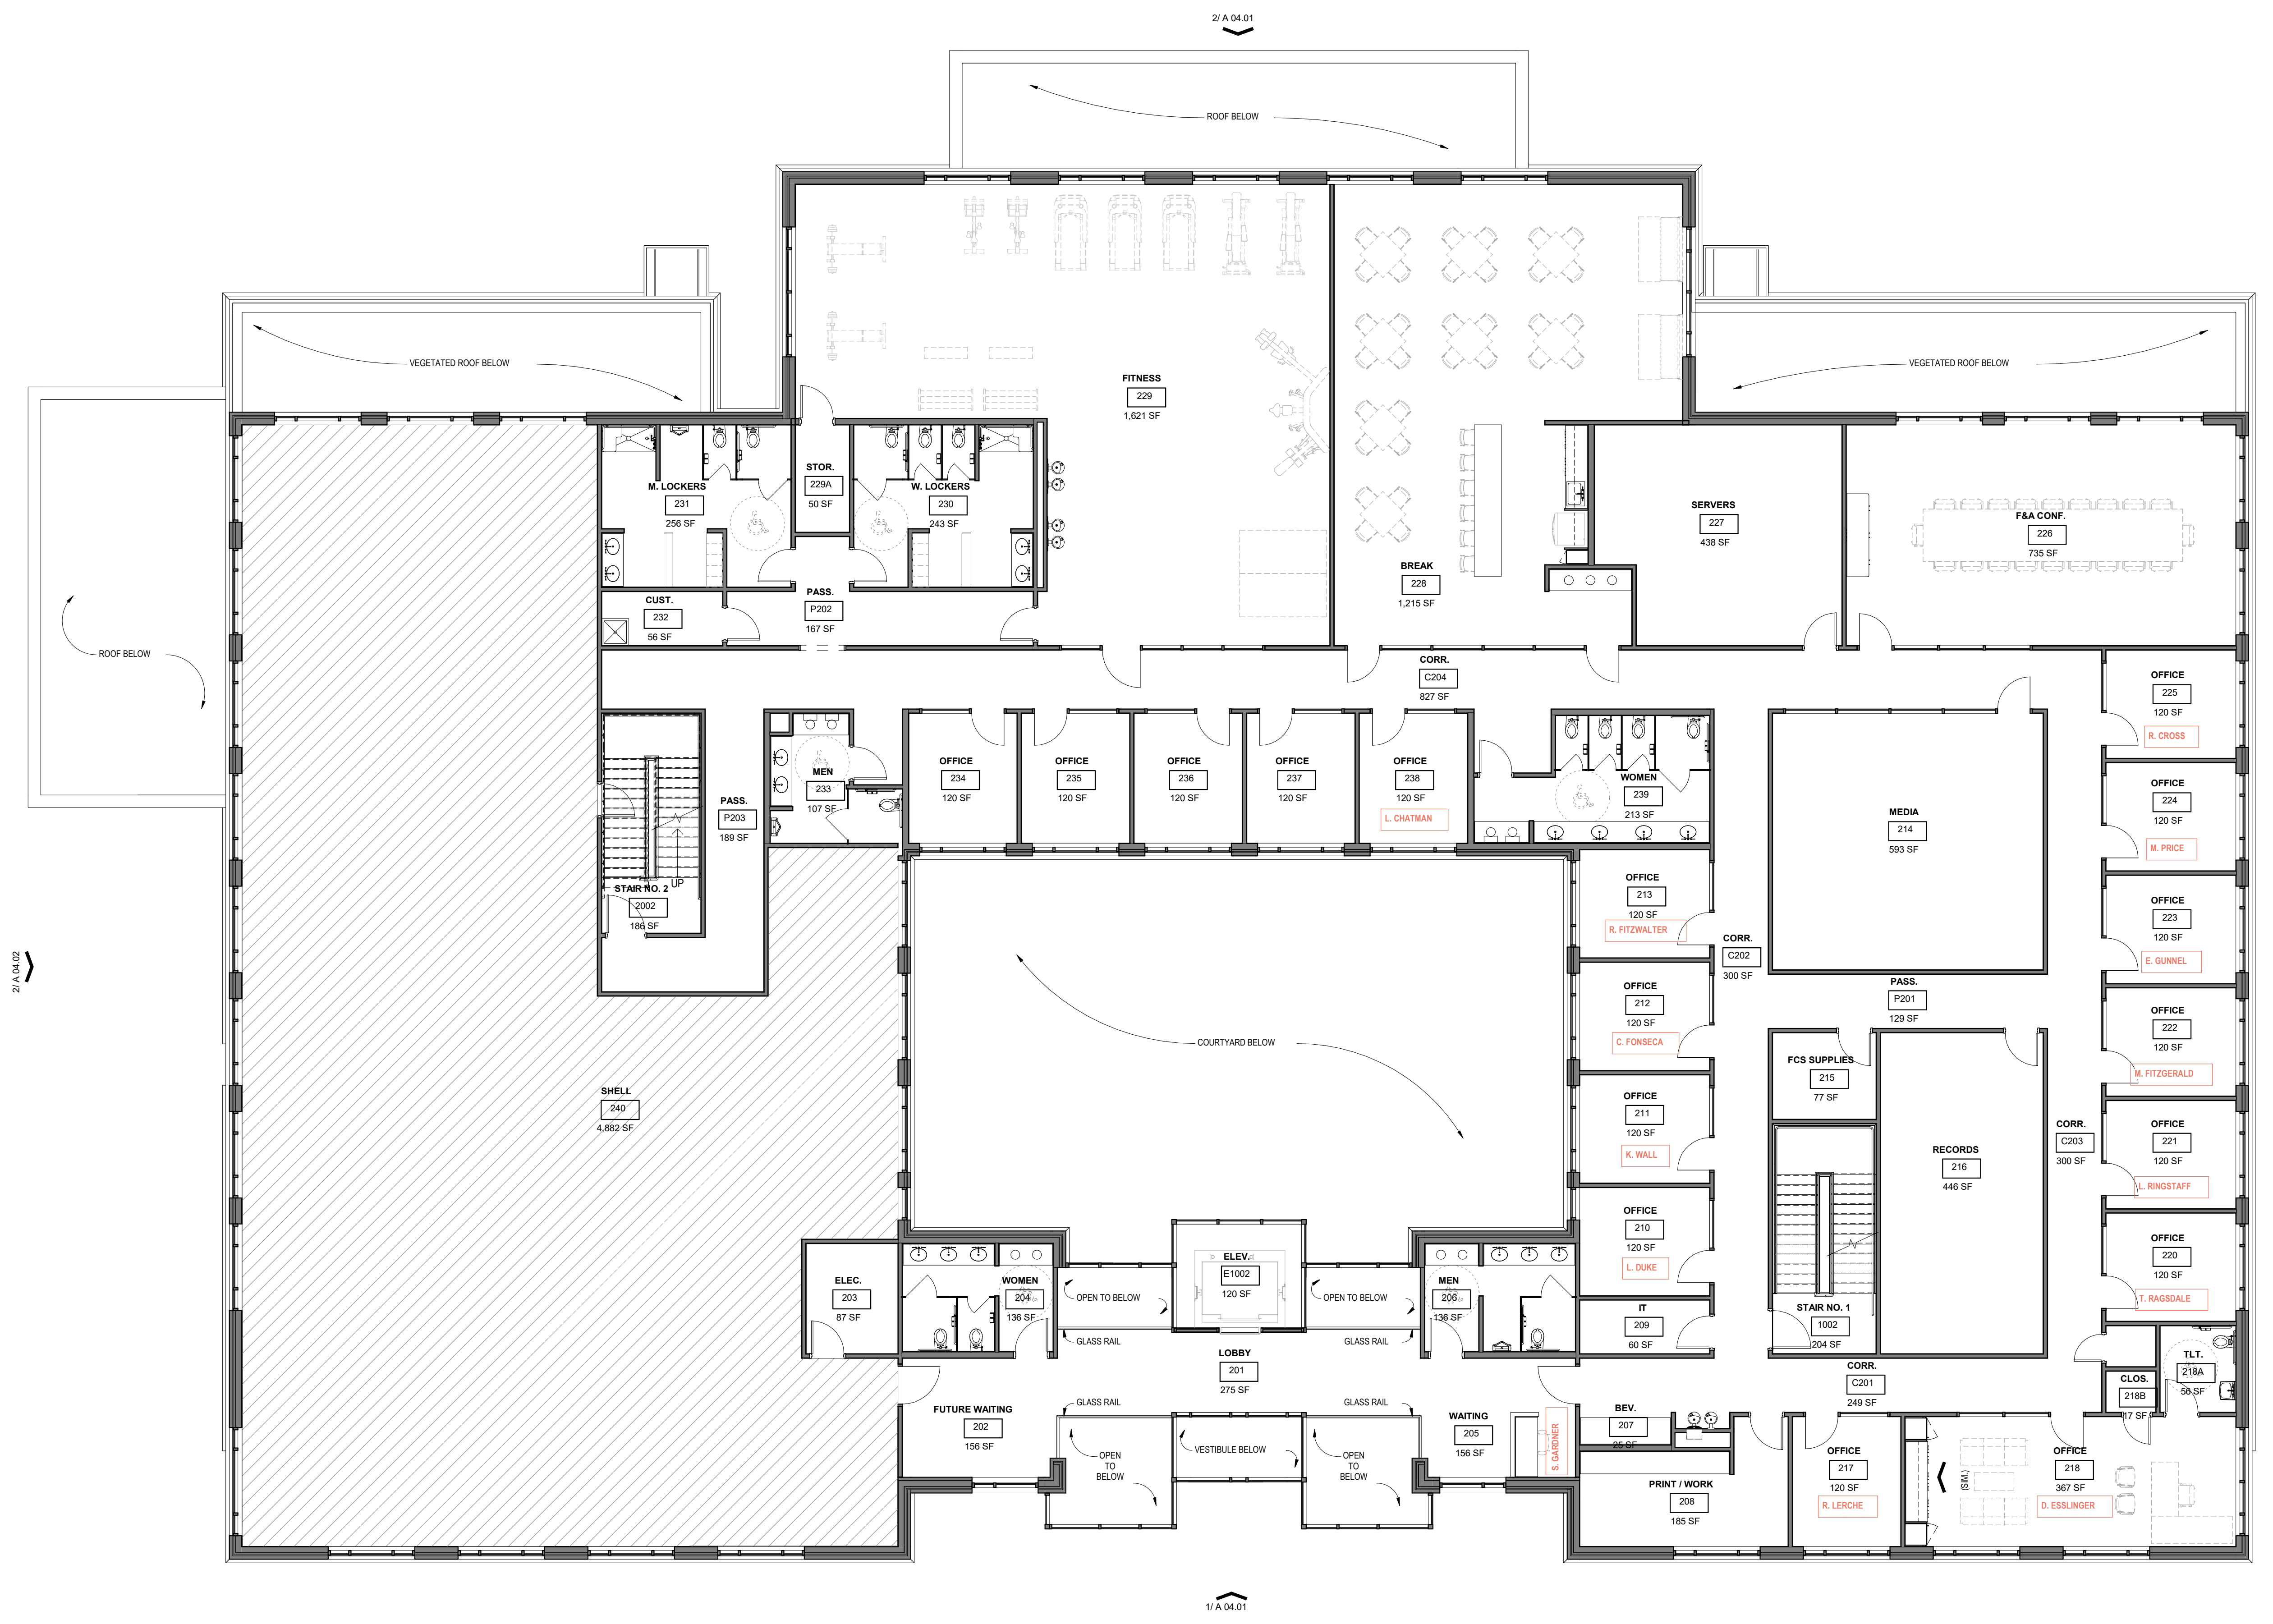 2/ A 04.01
ROOF BELOW
VEGETATED ROOF BELOW
VEGETATED ROOF BELOW
ROOF BELOW
FITNESS
229
1,621 SF
STOR.
229A
50 SF
M. LOCKERS
231
256 SF
W. LOCKERS
230
243 SF
SERVERS
227
438 SF
F&A CONF.
226
735 SF
BREAK
228
1,215 SF
CUST.
232
56 SF
PASS.
P202
167 SF
CORR.
C204
827 SF
OFFICE
225
120 SF
R. CROSS
MEN
233
107 SF
OFFICE
234
120 SF
OFFICE
235
120 SF
OFFICE
236
120 SF
OFFICE
237
120 SF
OFFICE
238
120 SF
L. CHATMAN
WOMEN
239
213 SF
MEDIA
214
593 SF
OFFICE
224
120 SF
M. PRICE
PASS.
P203
189 SF
UP
STAIR NO. 2
2002
186 SF
OFFICE
213
120 SF
R. FITZWALTER
CORR.
C202
300 SF
OFFICE
223
120 SF
E. GUNNEL
2/ A 04.02
OFFICE
212
120 SF
C. FONSECA
PASS.
P201
129 SF
OFFICE
222
120 SF
M. FITZGERALD
COURTYARD BELOW
SHELL
240
4,882 SF
OFFICE
211
120 SF
K. WALL
FCS SUPPLIES
215
77 SF
RECORDS
216
446 SF
CORR.
C203
300 SF
OFFICE
221
120 SF
L. RINGSTAFF
OFFICE
210
120 SF
L. DUKE
OFFICE
220
120 SF
T. RAGSDALE
ELEC.
203
87 SF
WOMEN
204
136 SF
OPEN TO BELOW
ELEV.
E1002
120 SF
OPEN TO BELOW
MEN
206
136 SF
IT
209
60 SF
STAIR NO. 1
1002
204 SF
GLASS RAIL
GLASS RAIL
LOBBY
201
275 SF
CORR.
C201
249 SF
TLT.
218A
56 SF
CLOS.
218B
17 SF
GLASS RAIL
GLASS RAIL
FUTURE WAITING
202
156 SF
WAITING
205
156 SF
S. GARDNER
BEV.
207
25 SF
OPEN
TO
BELOW
VESTIBULE BELOW
OPEN
TO
BELOW
PRINT / WORK
208
185 SF
OFFICE
217
120 SF
R. LERCHE
(SIM.)
OFFICE
218
367 SF
D. ESSLINGER
1/ A 04.01